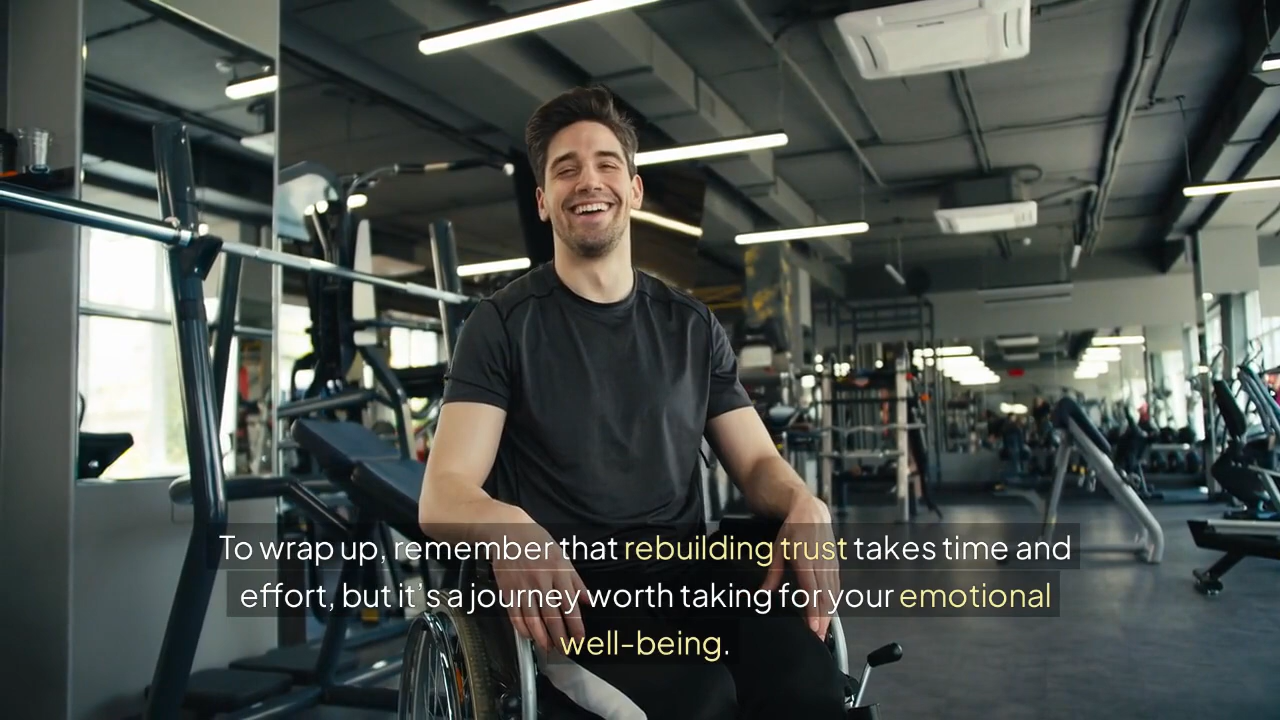 To wrap up, remember that rebuilding trust takes time and
effort, but it's a journey worth taking for your emotional
well-being.